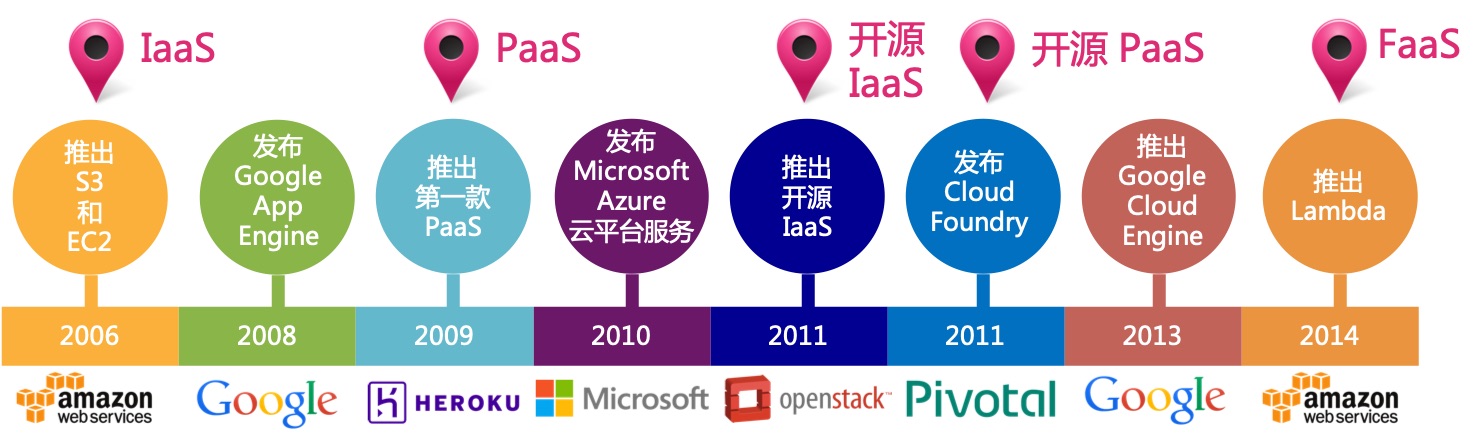 IaaS
PaaS
开源
IaaS
开源 PaaS
FaaS
推出
S3
和
EC2
发布
Google
App
Engine
推出
第一款
PaaS
发布
Microsoft
Azure
云平台服务
推出
开源
IaaS
发布
Cloud
Foundry
推出
Google
Cloud
Engine
推出
Lambda
2006
2008
2009
2010
2011
2011
2013
2014
amazon
webservices
Google
HEROKU
Microsoft
openstack™
Pivotal
Google
amazon
webservices